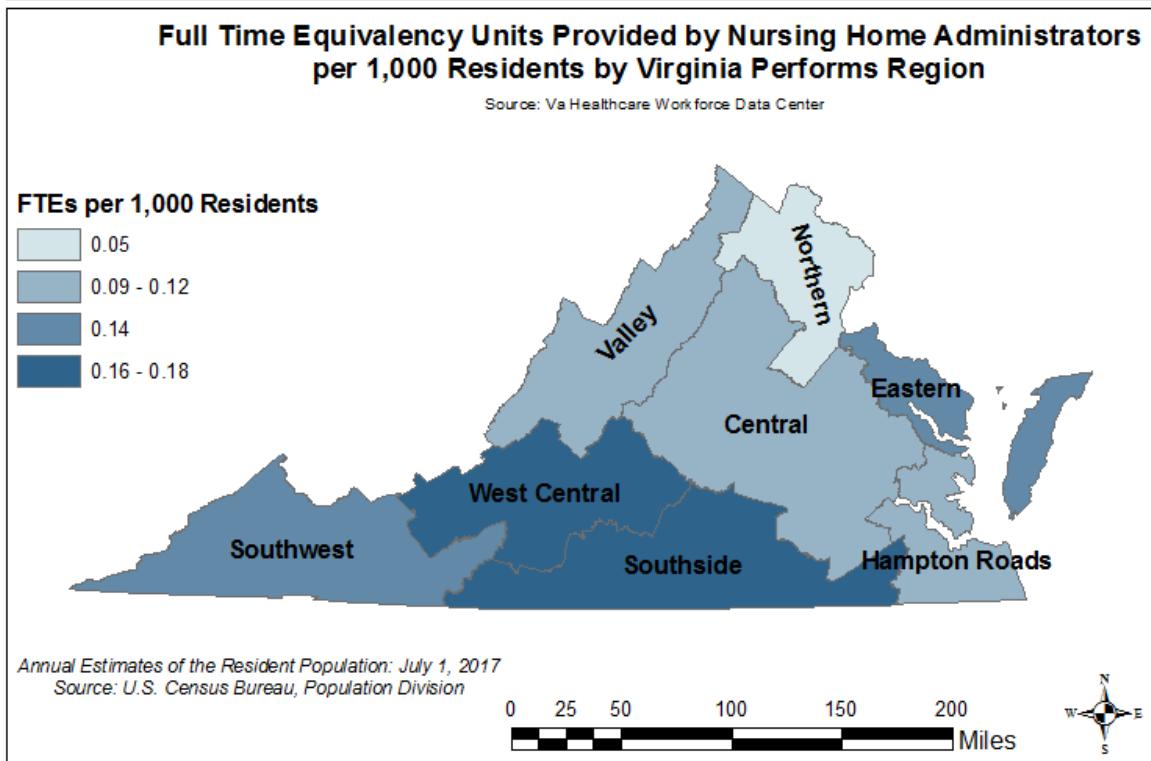 Full Time Equivalency Units Provided by Nursing Home Administrators
per 1,000 Residents by Virginia Performs Region
Source: Va Healthcare Workforce Data Center
FTEs per 1,000 Residents
0.05
0.09 - 0.12
0.14
0.16 - 0.18
Northern
Valley
Eastern
Central
West Central
Southwest
Southside
Hampton Roads
Annual Estimates of the Resident Population: July 1, 2017
Source: U.S. Census Bureau, Population Division
0 25 50 100 150 200
Miles
N
W E
S